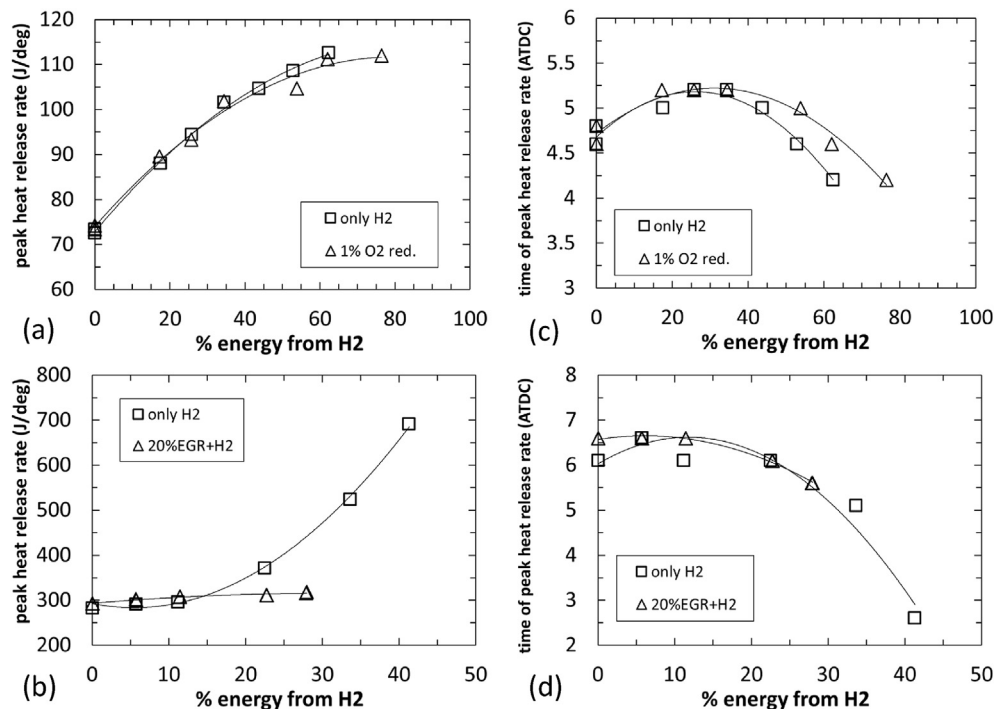 120
110
100
90
80
70
60
peak heat release rate (J/deg)
only H2
1% O2 red.
0 20 40 60 80 100
(a)
% energy from H2
6
5.5
5
4.5
4
3.5
3
time of peak heat release rate (ATDC)
only H2
1% O2 red.
0 20 40 60 80 100
(c)
% energy from H2
800
700
600
500
400
300
200
peak heat release rate (J/deg)
only H2
20%EGR+H2
0 10 20 30 40 50
(b)
% energy from H2
8
7
6
5
4
3
2
time of peak heat release rate (ATDC)
only H2
20%EGR+H2
0 10 20 30 40 50
(d)
% energy from H2